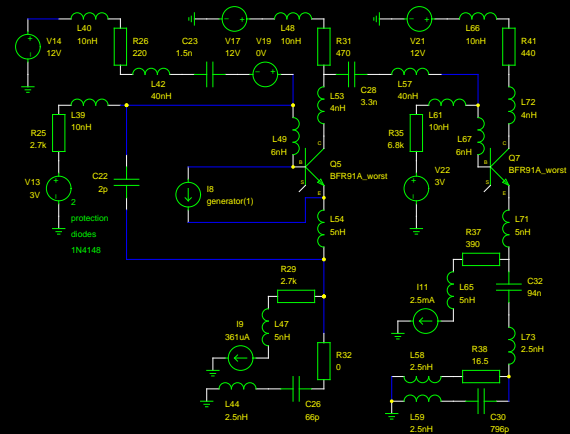 L40
10nH
V14
12V
R26
220
C23
1.5n
V17
12V
V19
0V
L48
10nH
R31
470
V21
12V
L66
10nH
R41
440
L42
40nH
L53
4nH
C28
3.3n
L57
40nH
L72
4nH
L39
10nH
R25
2.7k
L49
6nH
R35
6.8k
L61
10nH
L67
6nH
C
B
E
S
Q5
BFR91A_worst
C
B
E
S
Q7
BFR91A_worst
V13
3V
2
protection
diodes
1N4148
C22
2p
I8
generator(1)
V22
3V
L54
5nH
L71
5nH
R37
390
R29
2.7k
I11
2.5mA
L65
5nH
C32
94n
I9
361uA
L47
5nH
R32
0
L73
2.5nH
L58
2.5nH
R38
16.5
L44
2.5nH
C26
66p
L59
2.5nH
C30
796p